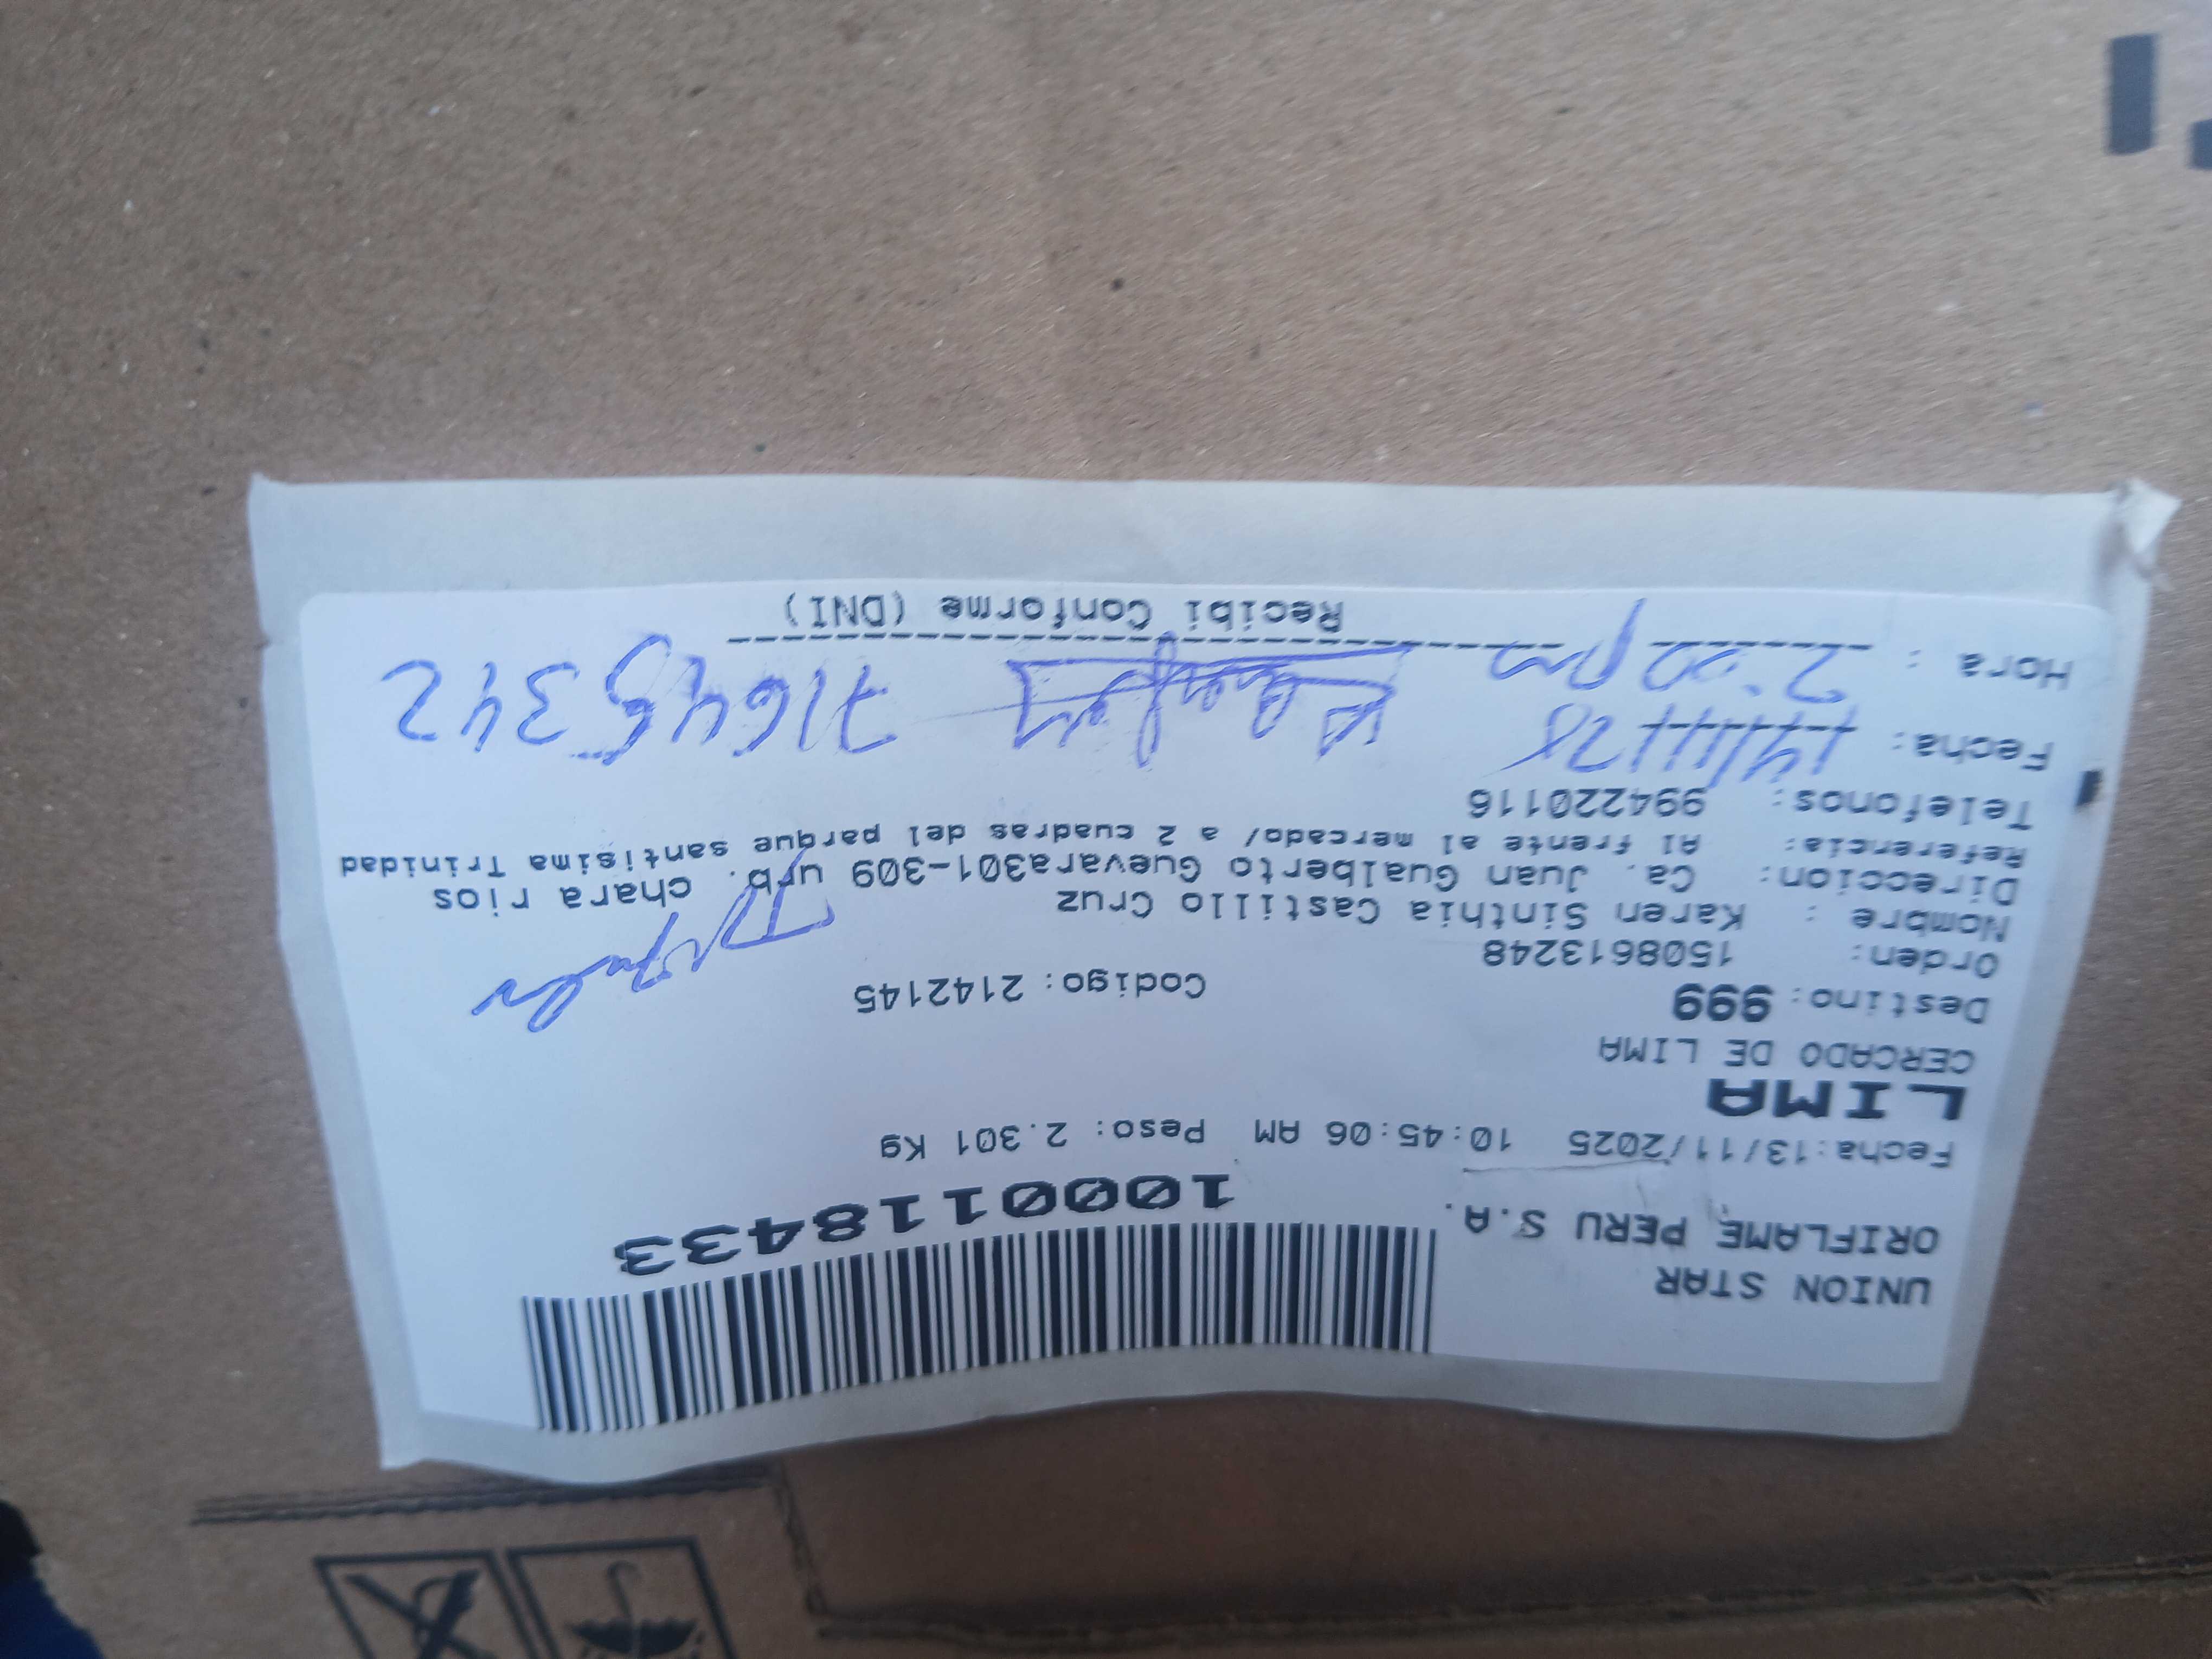 UNION STAR
ORIFLAME PERU S.A.
1000118433
Fecha:13/11/2025 10:45:06 AM Peso: 2.301 Kg
LIMA
CERCADO DE LIMA
Destino: 999 Codigo: 2142145
Orden: 1508613248
Nombre : Karen Sinthia Castillo Cruz
Direccion: Ca. Juan Gualberto Guevara301-309 urb. chara rios
Referencia: Al frente al mercado/ a 2 cuadras del parque santisima Trinidad
Telefonos: 994220116
Fecha: 14/11/25
71645342
Hora : 2:00 pm
Recibi Conforme (DNI)